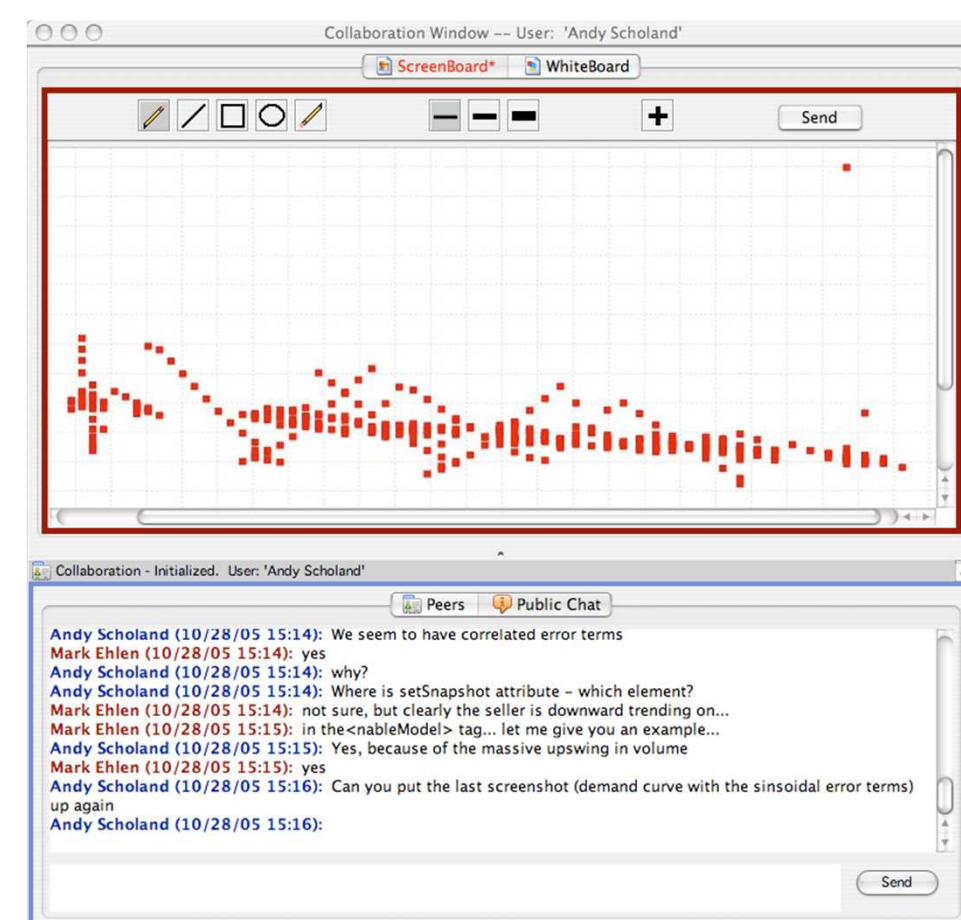 Collaboration Window -- User: 'Andy Scholand'
ScreenBoard* WhiteBoard
Send
Collaboration - Initialized. User: 'Andy Scholand'
Peers Public Chat
Andy Scholand (10/28/05 15:14): We seem to have correlated error terms
Mark Ehlen (10/28/05 15:14): yes
Andy Scholand (10/28/05 15:14): why?
Andy Scholand (10/28/05 15:14): Where is setSnapshot attribute – which element?
Mark Ehlen (10/28/05 15:14): not sure, but clearly the seller is downward trending on...
Mark Ehlen (10/28/05 15:15): in the<nableModel> tag... let me give you an example...
Andy Scholand (10/28/05 15:15): Yes, because of the massive upswing in volume
Mark Ehlen (10/28/05 15:15): yes
Andy Scholand (10/28/05 15:16): Can you put the last screenshot (demand curve with the sinsoidal error terms)
up again
Andy Scholand (10/28/05 15:16):
Send